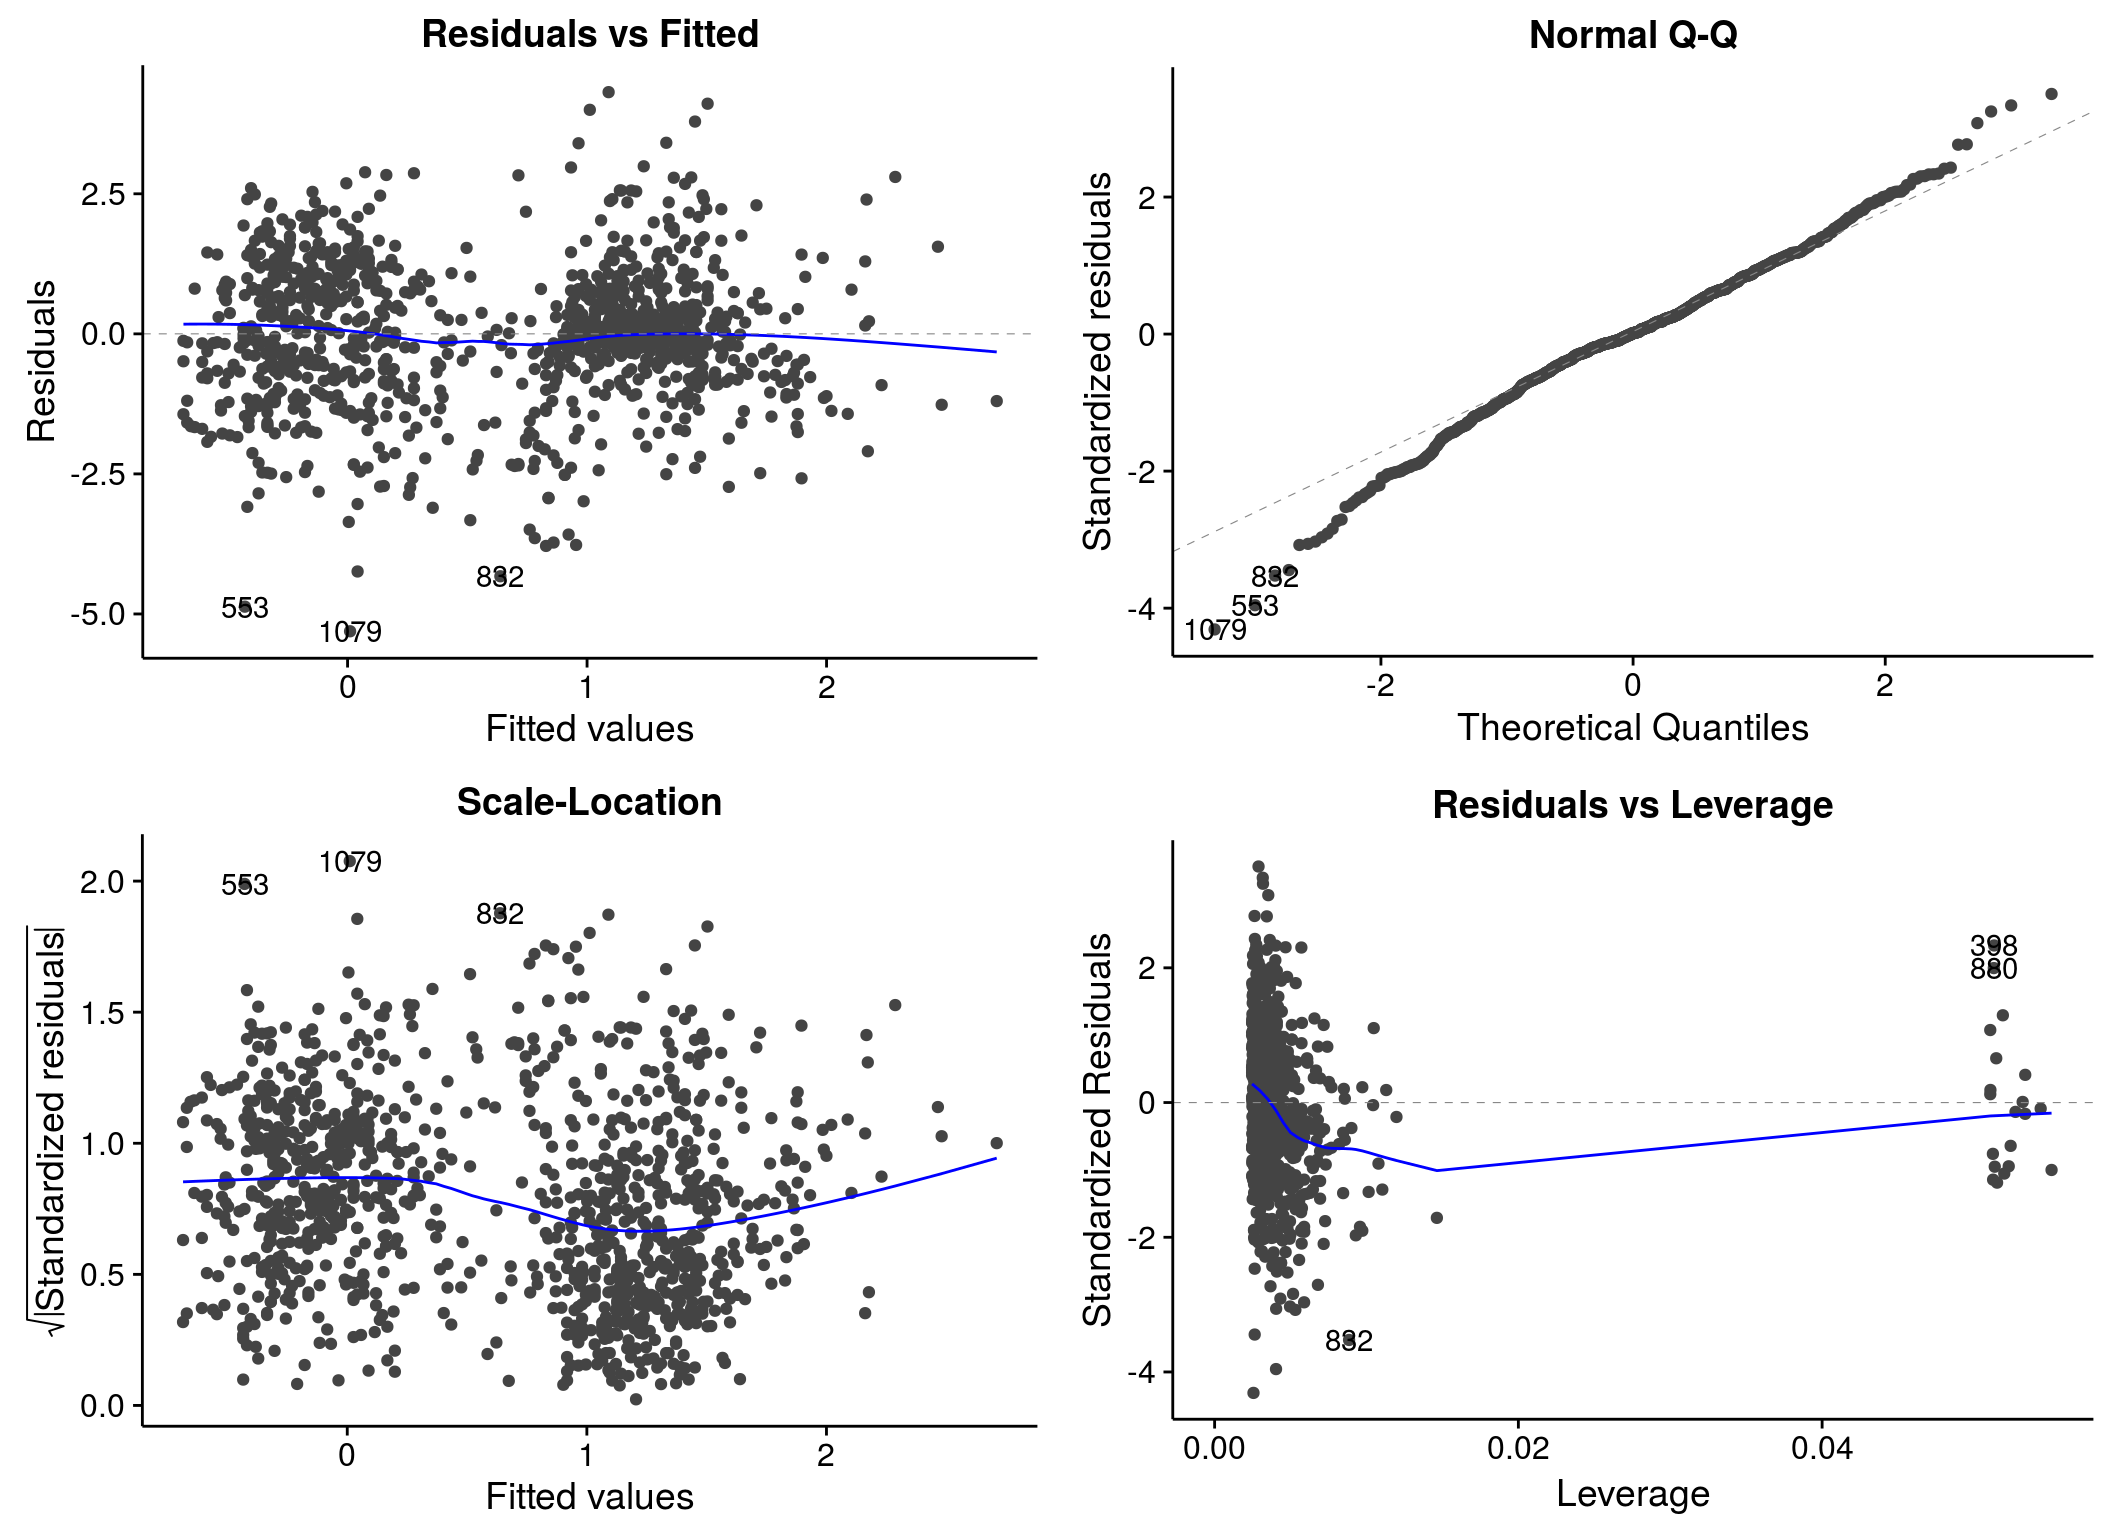 Residuals vs Fitted
Residuals
2.5
0.0
-2.5
-5.0
832
553
1079
0 1 2
Fitted values
Normal Q-Q
Standardized residuals
2
0
-2
-4
832
553
1079
-2 0 2
Theoretical Quantiles
Scale-Location
√|Standardized residuals|
2.0
1.5
1.0
0.5
0.0
1079
553
832
0 1 2
Fitted values
Residuals vs Leverage
Standardized Residuals
2
0
-2
-4
398
880
832
0.00 0.02 0.04
Leverage